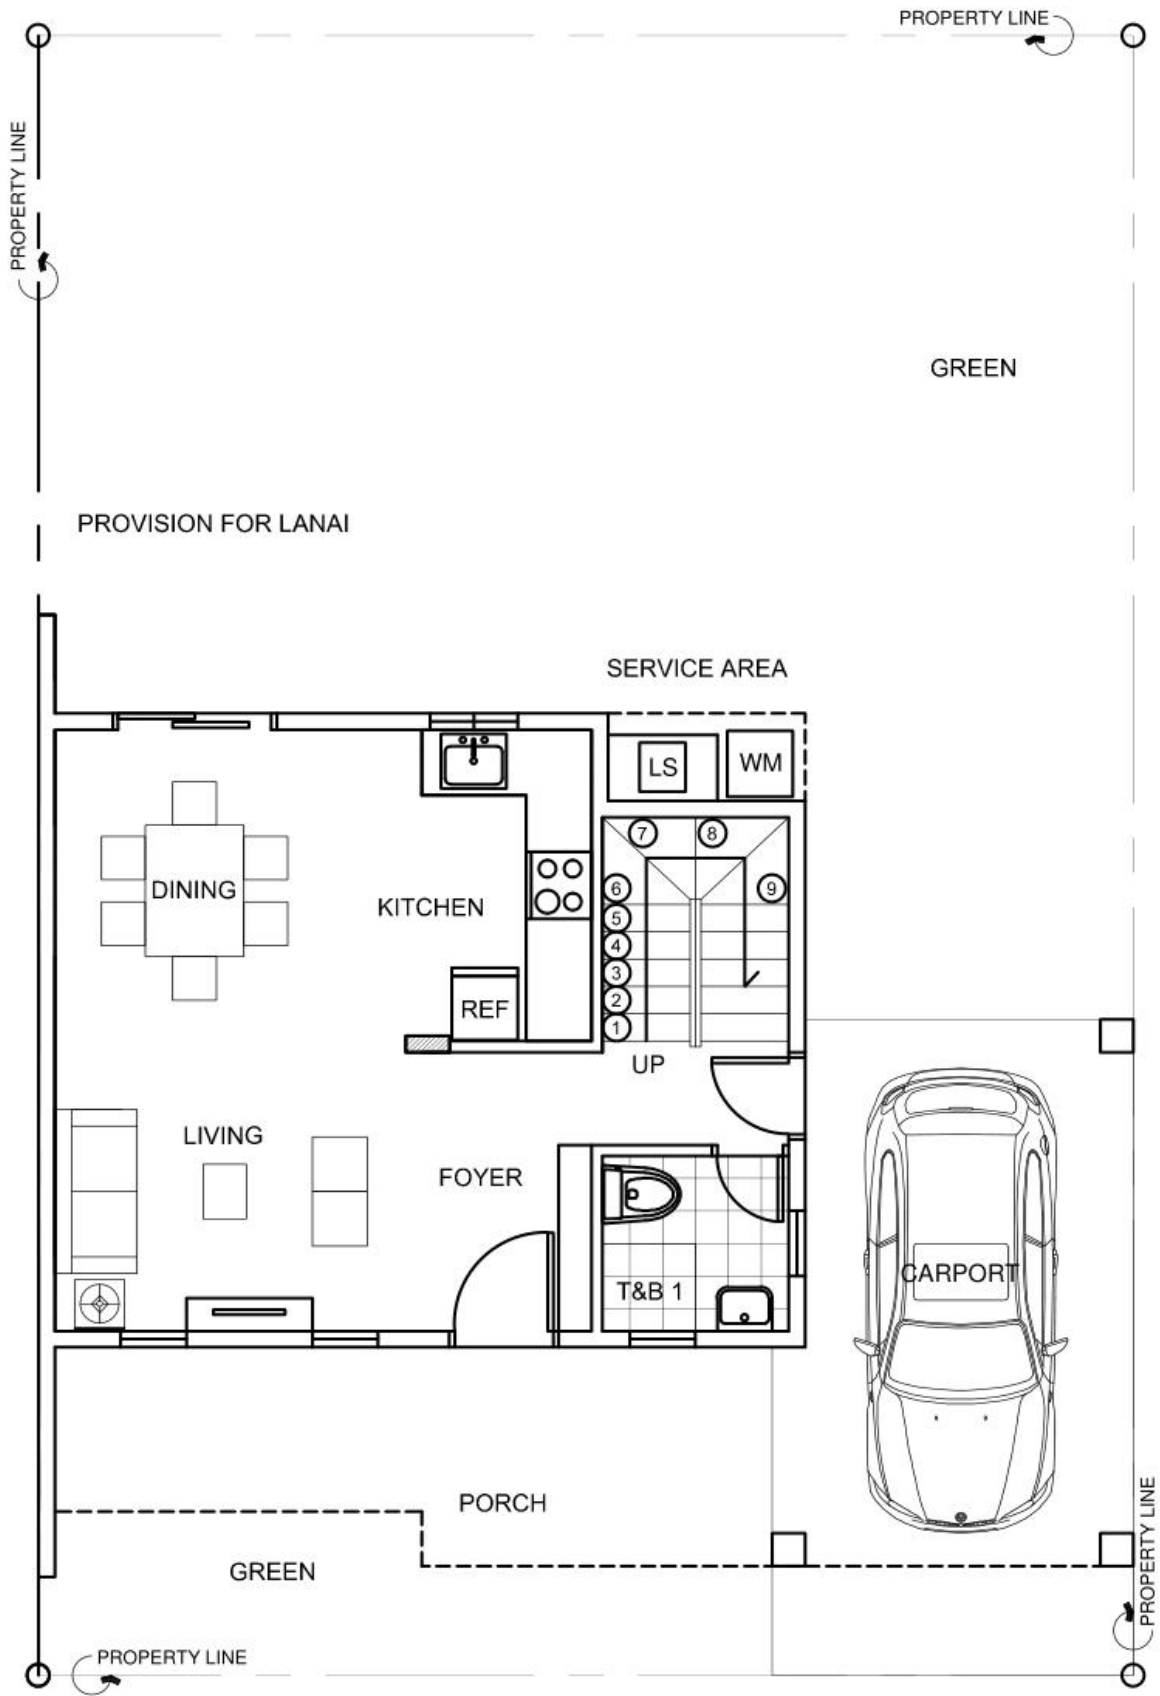 PROPERTY LINE
PROPERTY LINE
GREEN
PROVISION FOR LANAI
SERVICE AREA
LS
WM
7
8
DINING
KITCHEN
6
9
5
4
3
2
1
REF
UP
LIVING
FOYER
T&B 1
CARPORT
PORCH
GREEN
PROPERTY LINE
PROPERTY LINE